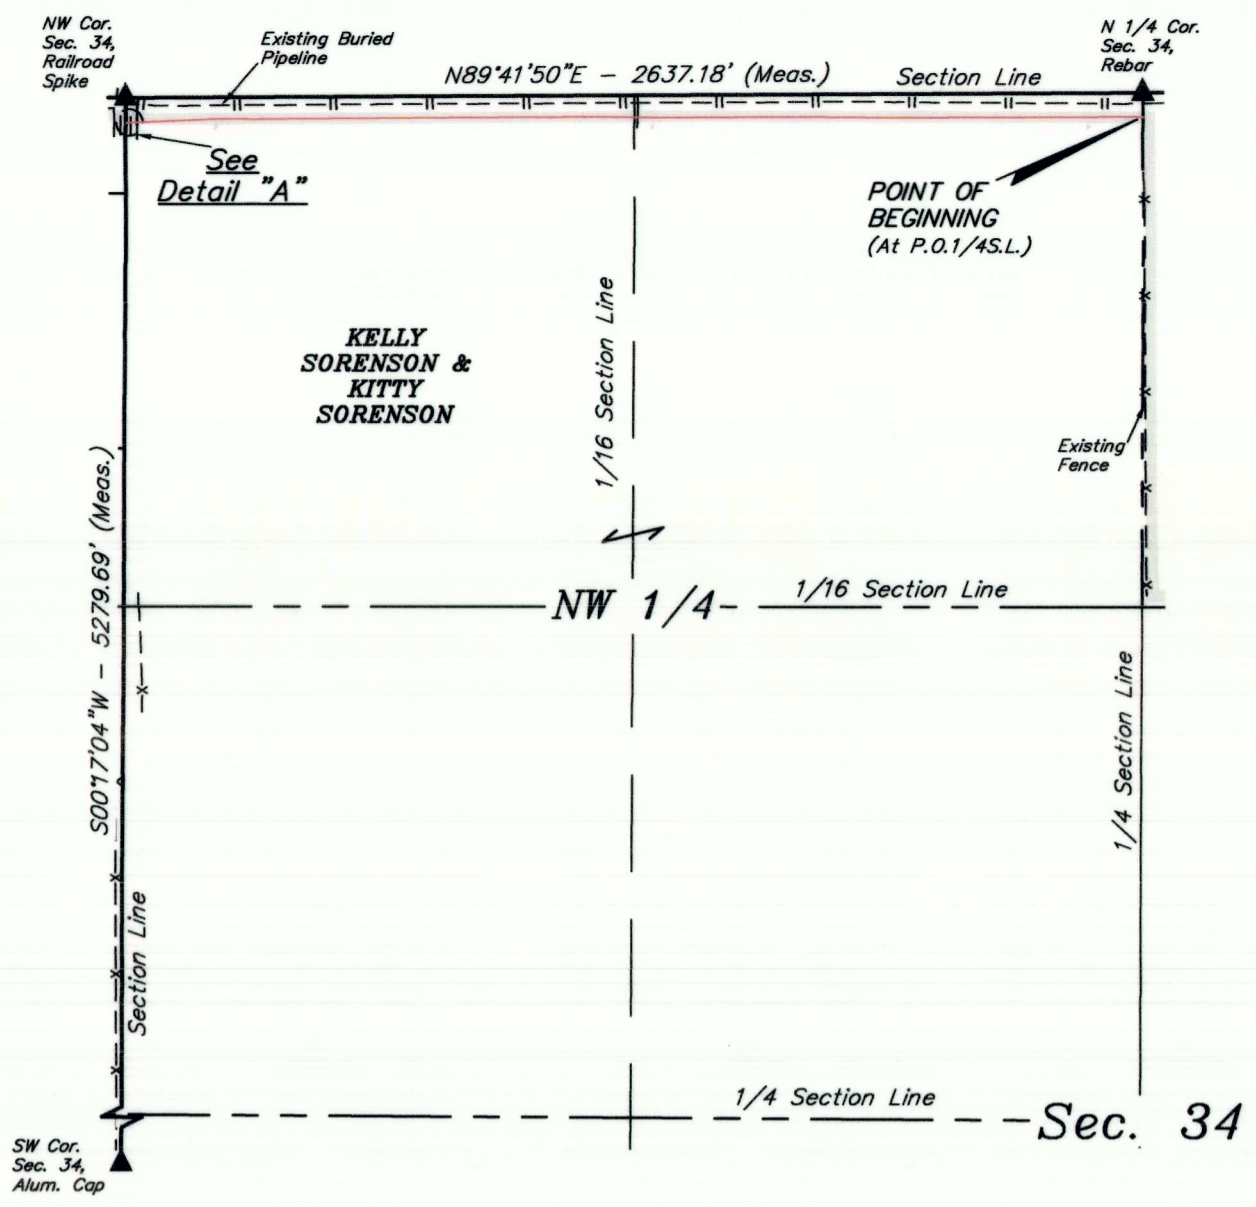 NW Cor.
Sec. 34,
Railroad
Spike
Existing Buried
Pipeline
N89°41'50"E - 2637.18' (Meas.)
Section Line
N 1/4 Cor.
Sec. 34,
Rebar
See
Detail "A"
POINT OF
BEGINNING
(At P.O.1/4S.L.)
KELLY
SORENSON &
KITTY
SORENSON
1/16 Section Line
Existing
Fence
S00°17'04"W - 5279.69' (Meas.)
1/16 Section Line
NW 1/4
1/4 Section Line
Section Line
1/4 Section Line
Sec. 34
SW Cor.
Sec. 34,
Alum. Cap